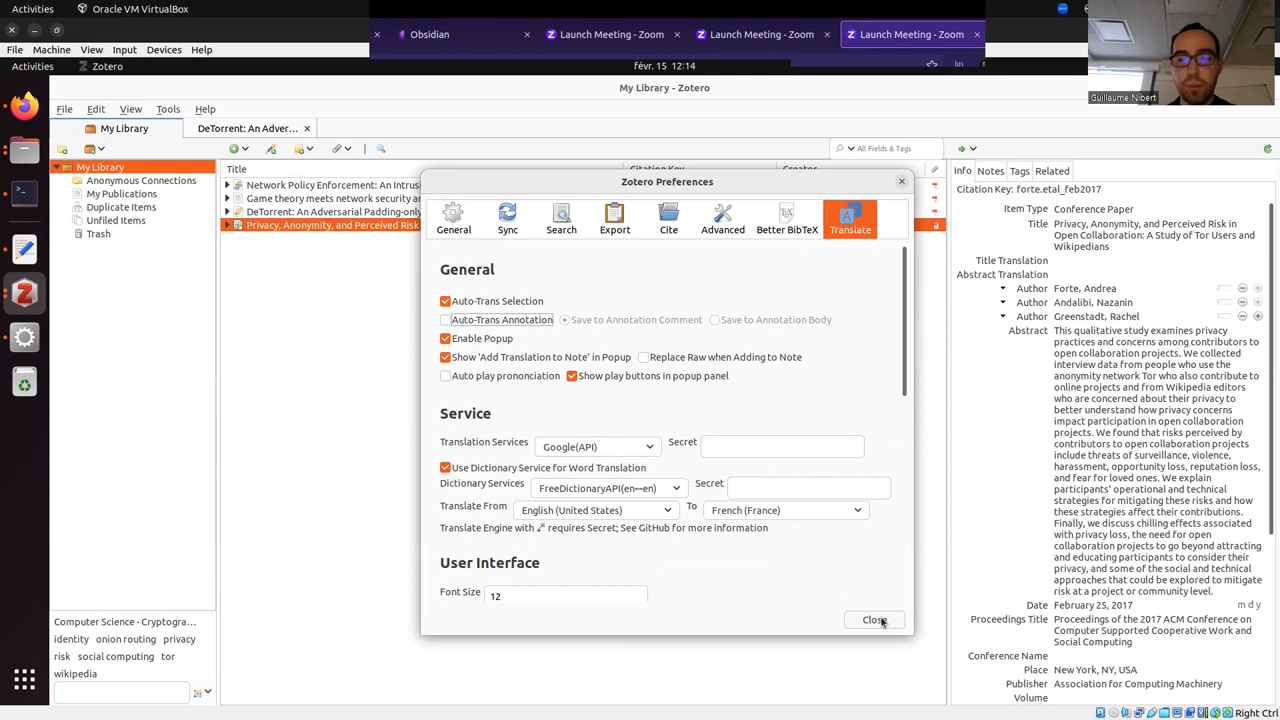 Activities
Oracle VM VirtualBox
Obsidian
Launch Meeting - Zoom
Launch Meeting - Zoom
Launch Meeting - Zoom
File Machine View Input Devices Help
Guillaume Nibert
Activities
Zotero
févr. 15 12:14
My Library - Zotero
File Edit View Tools Help
My Library
DeTorrent: An Adver...
All Fields & Tags
My Library
Anonymous Connections
My Publications
Duplicate Items
Unfiled Items
Trash
Title
Citation Key
Creator
Network Policy Enforcement: An Intrus
Game theory meets network security a
DeTorrent: An Adversarial Padding-only
Privacy, Anonymity, and Perceived Risk
Zotero Preferences
General
Sync
Search
Export
Cite
Advanced
Better BibTeX
Translate
General
Auto-Trans Selection
Auto-Trans Annotation
Save to Annotation Comment
Save to Annotation Body
Enable Popup
Show 'Add Translation to Note' in Popup
Replace Raw when Adding to Note
Auto play prononciation
Show play buttons in popup panel
Service
Translation Services
Google(API)
Secret
Use Dictionary Service for Word Translation
Dictionary Services
FreeDictionaryAPI(en↔en)
Secret
Translate From
English (United States)
To
French (France)
Translate Engine with 🗝 requires Secret; See GitHub for more information
User Interface
Font Size
12
Close
Info Notes Tags Related
Citation Key: forte.etal_feb2017
Item Type Conference Paper
Title Privacy, Anonymity, and Perceived Risk in
Open Collaboration: A Study of Tor Users and
Wikipedians
Title Translation
Abstract Translation
Author Forte, Andrea
Author Andalibi, Nazanin
Author Greenstadt, Rachel
Abstract This qualitative study examines privacy
practices and concerns among contributors to
open collaboration projects. We collected
interview data from people who use the
anonymity network Tor who also contribute to
online projects and from Wikipedia editors
who are concerned about their privacy to
better understand how privacy concerns
impact participation in open collaboration
projects. We found that risks perceived by
contributors to open collaboration projects
include threats of surveillance, violence,
harassment, opportunity loss, reputation loss,
and fear for loved ones. We explain
participants' operational and technical
strategies for mitigating these risks and how
these strategies affect their contributions.
Finally, we discuss chilling effects associated
with privacy loss, the need for open
collaboration projects to go beyond attracting
and educating participants to consider their
privacy, and some of the social and technical
approaches that could be explored to mitigate
risk at a project or community level.
Date February 25, 2017
m d y
Proceedings Title Proceedings of the 2017 ACM Conference on
Computer Supported Cooperative Work and
Social Computing
Conference Name
Place New York, NY, USA
Publisher Association for Computing Machinery
Volume
Computer Science - Cryptogra...
identity onion routing privacy
risk social computing tor
wikipedia
Right Ctrl